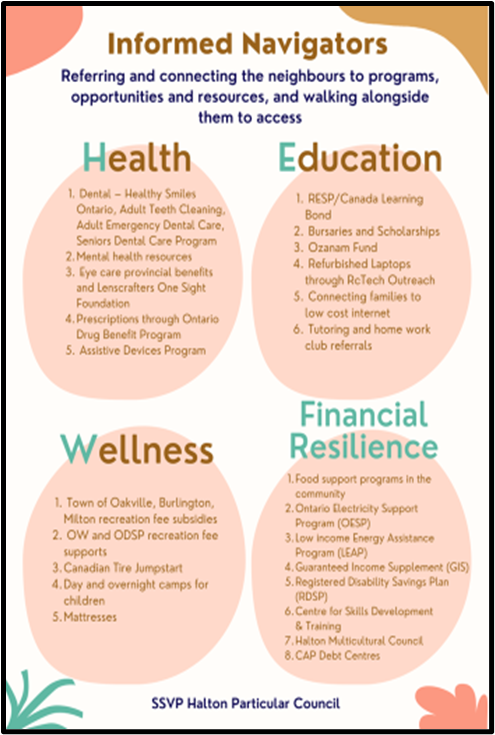 Informed Navigators
Referring and connecting the neighbours to programs,
opportunities and resources, and walking alongside
them to access
Health
1. Dental – Healthy Smiles
Ontario, Adult Teeth Cleaning,
Adult Emergency Dental Care,
Seniors Dental Care Program
2. Mental health resources
3. Eye care provincial benefits
and Lenscrafters One Sight
Foundation
4. Prescriptions through Ontario
Drug Benefit Program
5. Assistive Devices Program
Education
1. RESP/Canada Learning
Bond
2. Bursaries and Scholarships
3. Ozanam Fund
4. Refurbished Laptops
through RcTech Outreach
5. Connecting families to
low cost internet
6. Tutoring and home work
club referrals
Wellness
1. Town of Oakville, Burlington,
Milton recreation fee subsidies
2. OW and ODSP recreation fee
supports
3. Canadian Tire Jumpstart
4. Day and overnight camps for
children
5. Mattresses
Financial
Resilience
1. Food support programs in the
community
2. Ontario Electricity Support
Program (OESP)
3. Low income Energy Assistance
Program (LEAP)
4. Guaranteed Income Supplement (GIS)
5. Registered Disability Savings Plan
(RDSP)
6. Centre for Skills Development
& Training
7. Halton Multicultural Council
8. CAP Debt Centres
SSVP Halton Particular Council